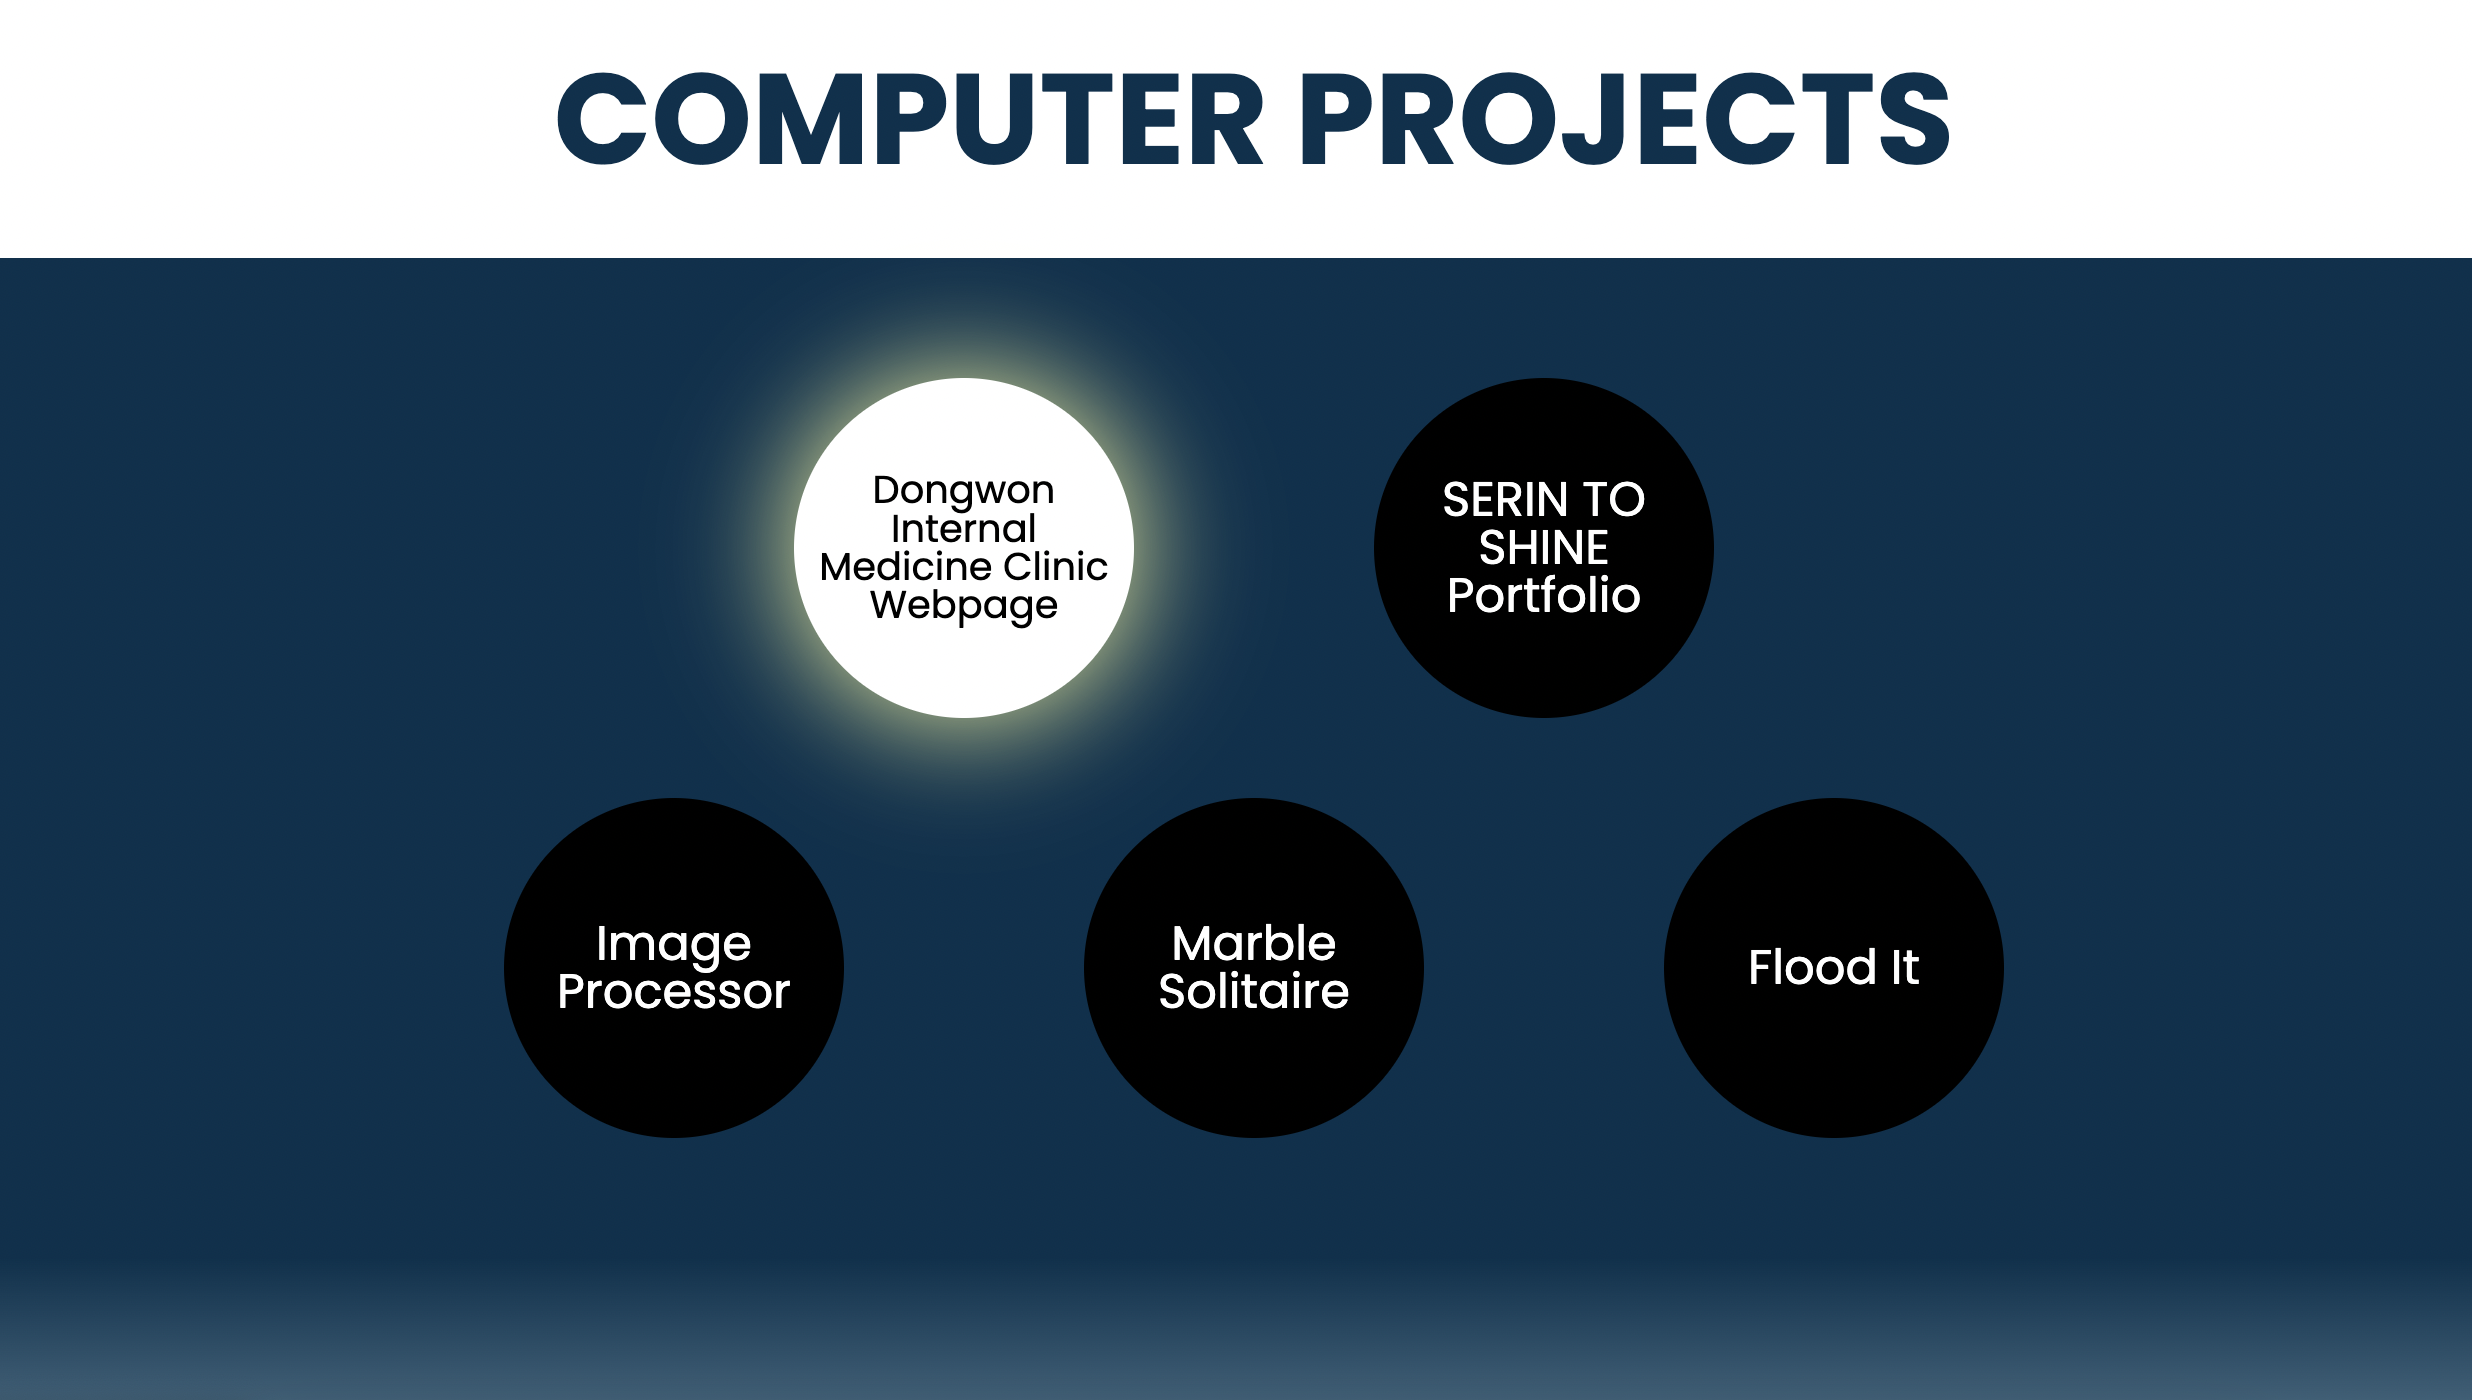 COMPUTER PROJECTS
Dongwon
Internal
Medicine Clinic
Webpage
SERIN TO
SHINE
Portfolio
Image
Processor
Marble
Solitaire
Flood It